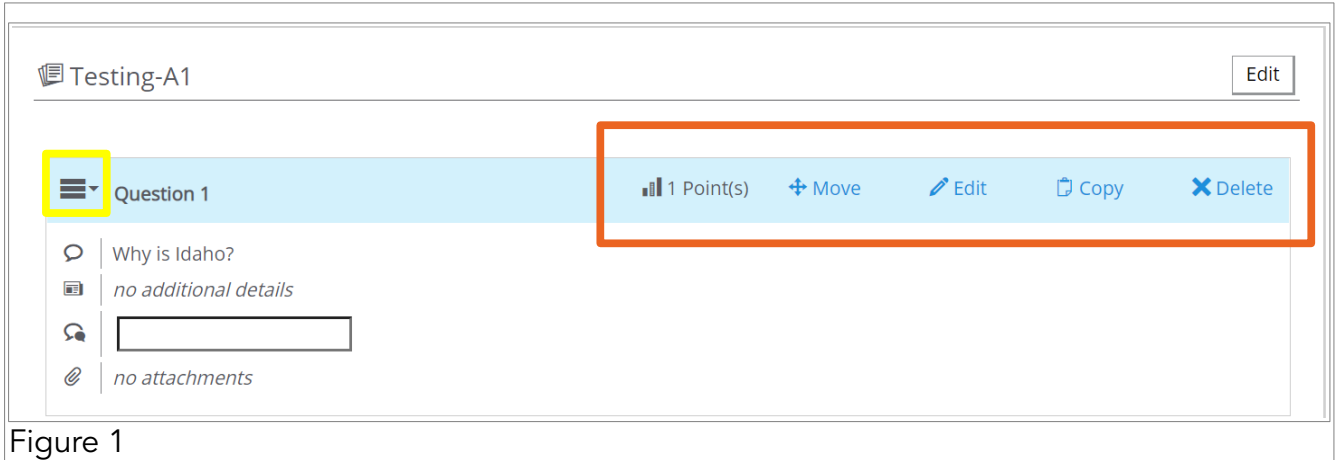 Testing-A1
Edit
Question 1
1 Point(s)
Move
Edit
Copy
Delete
Why is Idaho?
no additional details
no attachments
Figure 1